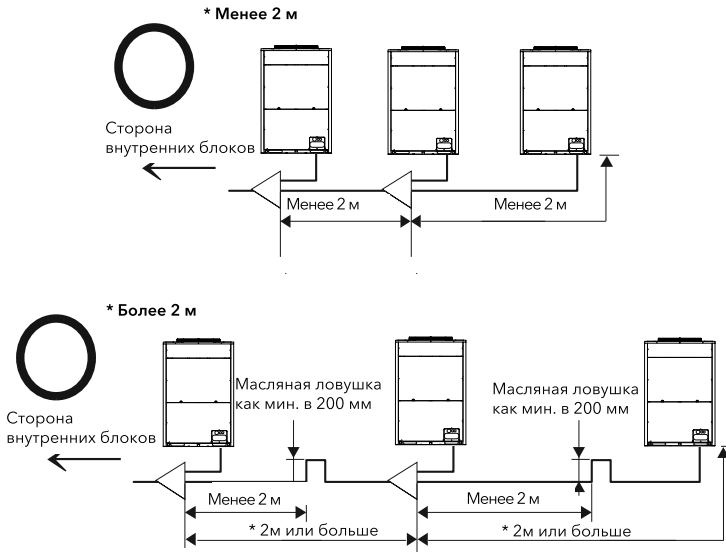 * Менее 2 м
Сторона
внутренних блоков
Менее 2 м
Менее 2 м
* Более 2 м
Масляная ловушка
как мин. в 200 мм
Масляная ловушка
как мин. в 200 мм
Сторона
внутренних блоков
Менее 2 м
Менее 2 м
* 2м или больше
* 2м или больше